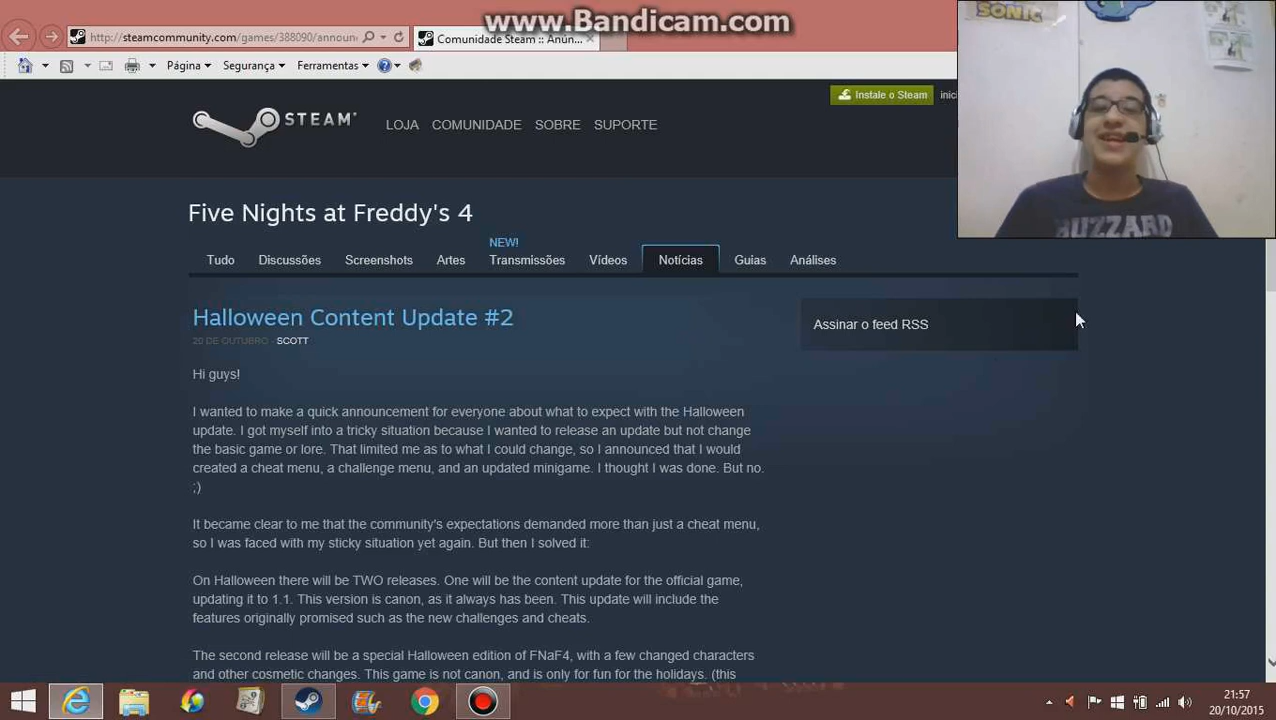 www.Bandicam.com
http://steamcommunity.com/games/388090/announ
Comunidade Steam :: Anún...
Página
Segurança
Ferramentas
SONIC
Instale o Steam
inici
STEAM
LOJA COMUNIDADE SOBRE SUPORTE
BUZZARD
Five Nights at Freddy's 4
NEW!
Tudo Discussões Screenshots Artes Transmissões Vídeos Notícias Guias Análises
Halloween Content Update #2
20 DE OUTUBRO - SCOTT
Assinar o feed RSS
Hi guys!
I wanted to make a quick announcement for everyone about what to expect with the Halloween
update. I got myself into a tricky situation because I wanted to release an update but not change
the basic game or lore. That limited me as to what I could change, so I announced that I would
created a cheat menu, a challenge menu, and an updated minigame. I thought I was done. But no.
;)
It became clear to me that the community's expectations demanded more than just a cheat menu,
so I was faced with my sticky situation yet again. But then I solved it:
On Halloween there will be TWO releases. One will be the content update for the official game,
updating it to 1.1. This version is canon, as it always has been. This update will include the
features originally promised such as the new challenges and cheats.
The second release will be a special Halloween edition of FNaF4, with a few changed characters
and other cosmetic changes. This game is not canon, and is only for fun for the holidays. (this
21:57
20/10/2015